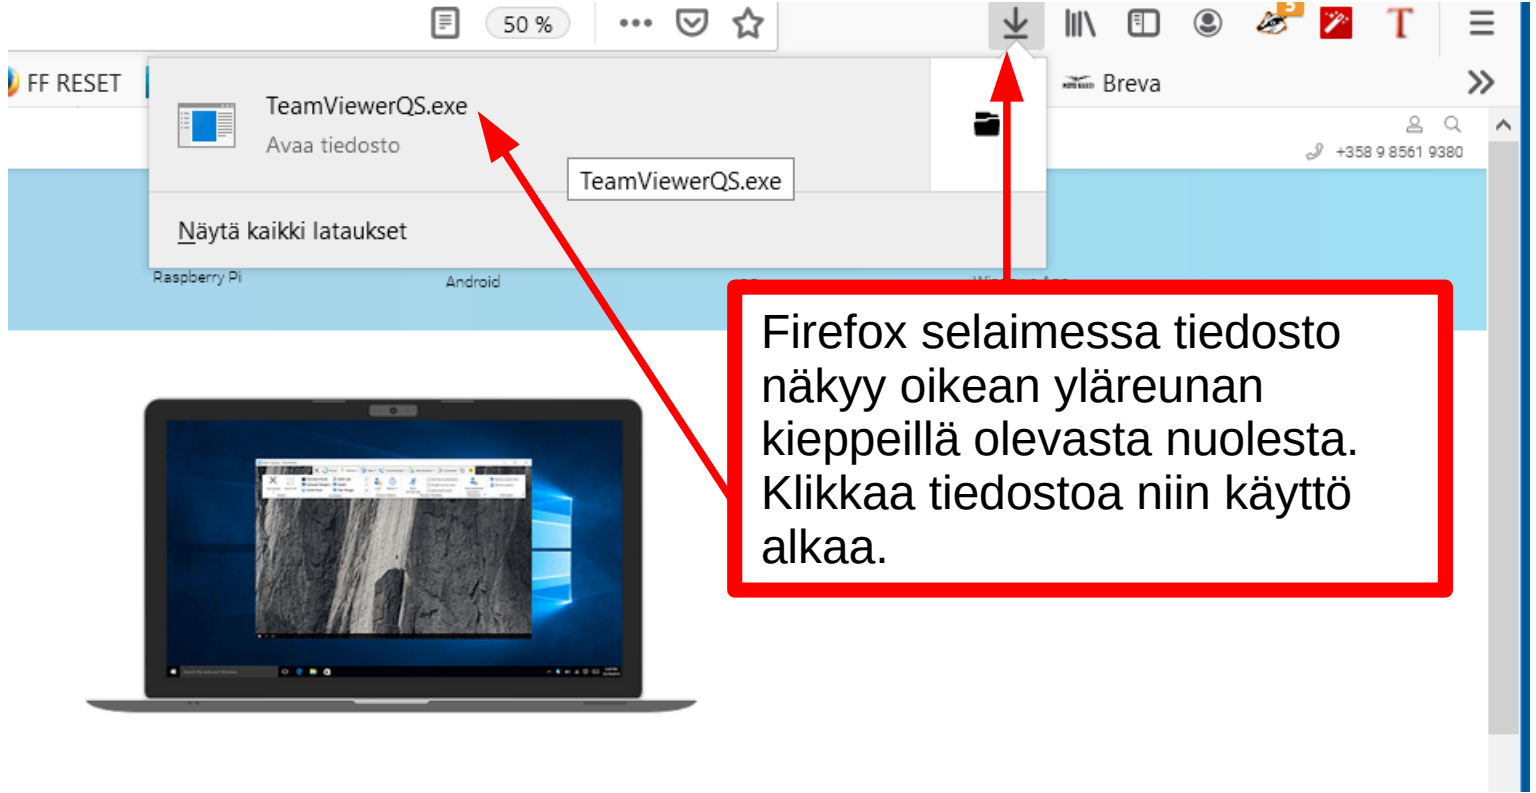 50 %
5
T
FF RESET
Breva
TeamViewerQS.exe
Avaa tiedosto
+358 9 8561 9380
TeamViewerQS.exe
Näytä kaikki lataukset
Raspberry Pi
Android
Firefox selaimessa tiedosto
näkyy oikean yläreunan
kieppeillä olevasta nuolesta.
Klikkaa tiedostoa niin käyttö
alkaa.